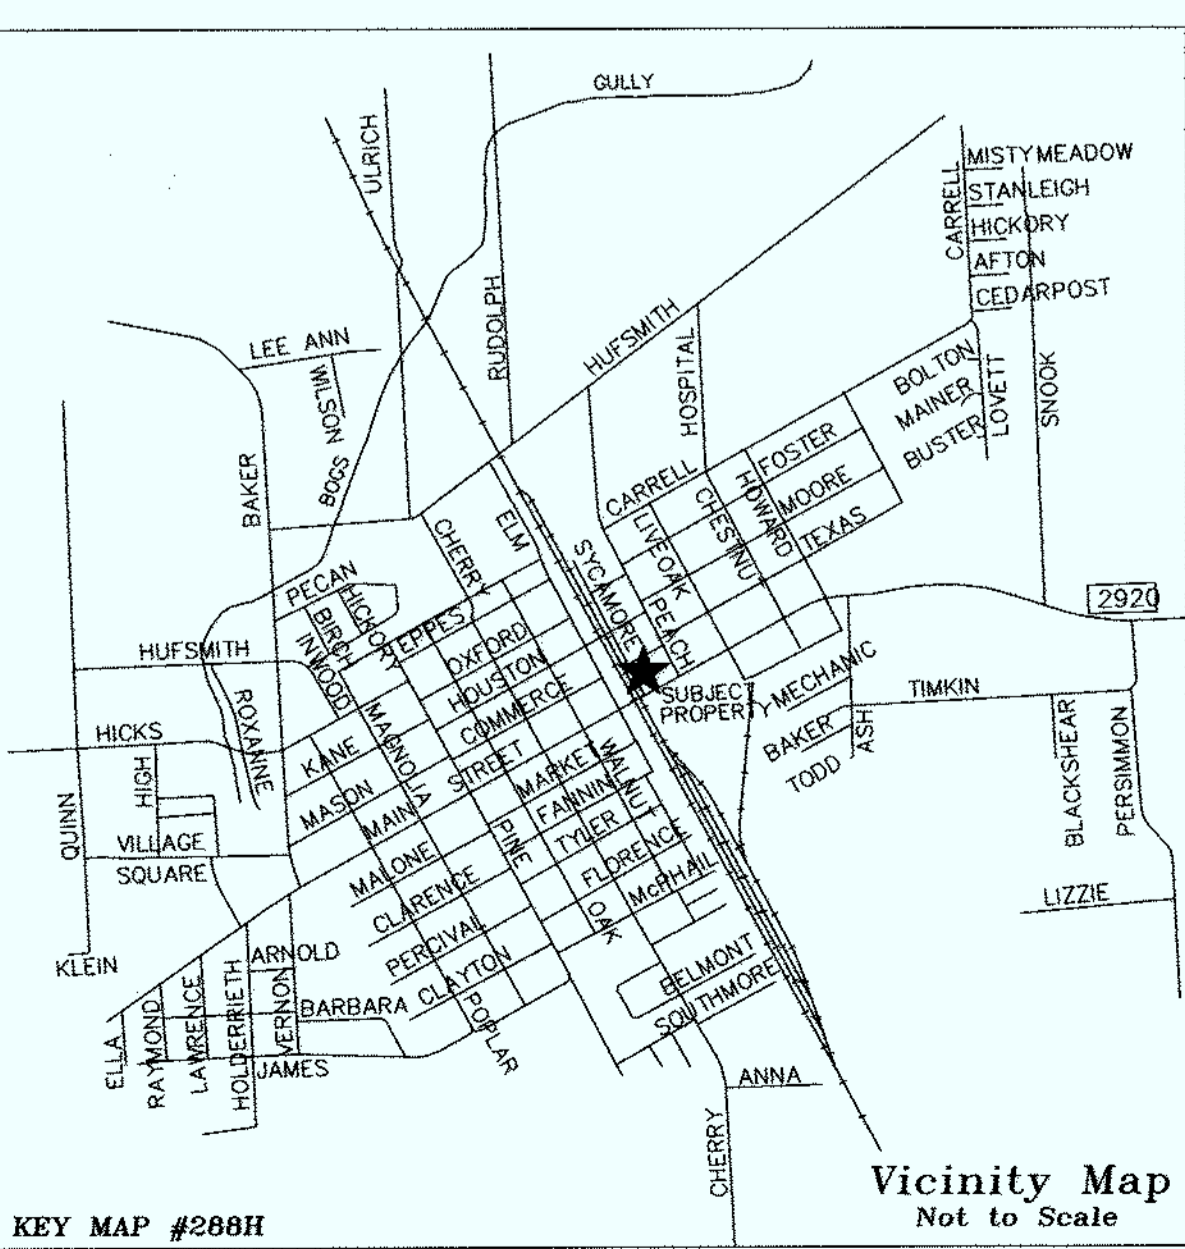 GULLY
ULRICH
MISTYMEADOW
CARRELL
STANLEIGH
HICKORY
AFTON
CEDARPOST
RUDOLPH
HUFSMITH
HOSPITAL
LEE ANN
WILSON
BOLTON
MAINER
BUSTER
LOVETT
SNOOK
BAKER
BOGS
CARRELL
FOSTER
MOORE
TEXAS
HOWARD
CHESTNUT
LIVEOAK
CHERRY
ELM
SYCAMORE
PEACH
PECAN
HICKORY
BIRCH
INWOOD
EPPES
OXFORD
HOUSTON
COMMERCE
2920
HUFSMITH
ROXANNE
SUBJECT
PROPERTY
MECHANIC
BAKER
TODD
ASH
TIMKIN
BLACKSHEAR
PERSIMMON
HICKS
HIGH
KANE
MAGNOLIA
MASON
MAIN
STREET
MARKET
WALNUT
FANNIN
TYLER
FLORENCE
McPHAIL
PINE
OAK
QUINN
VILLAGE
SQUARE
MALONE
CLARENCE
PERCIVAL
CLAYTON
LIZZIE
KLEIN
ARNOLD
BARBARA
VERNON
HOLDERRIETH
LAWRENCE
RAYMOND
ELLA
JAMES
POPLAR
BELMONT
SOUTHMORE
ANNA
CHERRY
Vicinity Map
Not to Scale
KEY MAP #288H